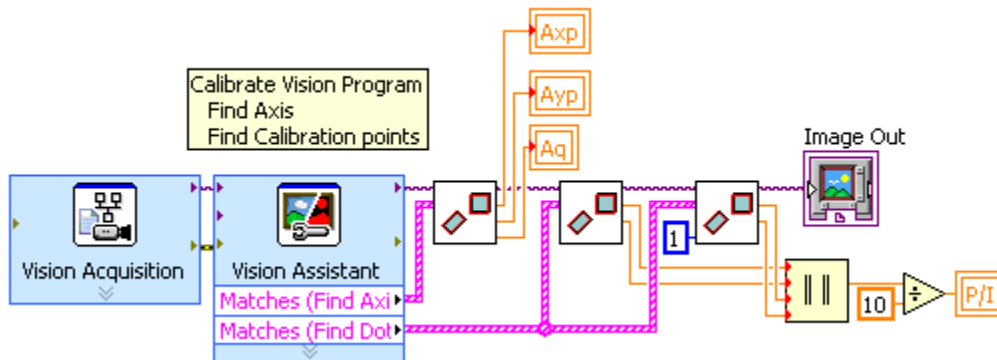 Axp
Calibrate Vision Program
Find Axis
Find Calibration points
Ayp
Aq
Image Out
Vision Acquisition
Vision Assistant
1
Matches (Find Axi
Matches (Find Dot
10
÷
P/I